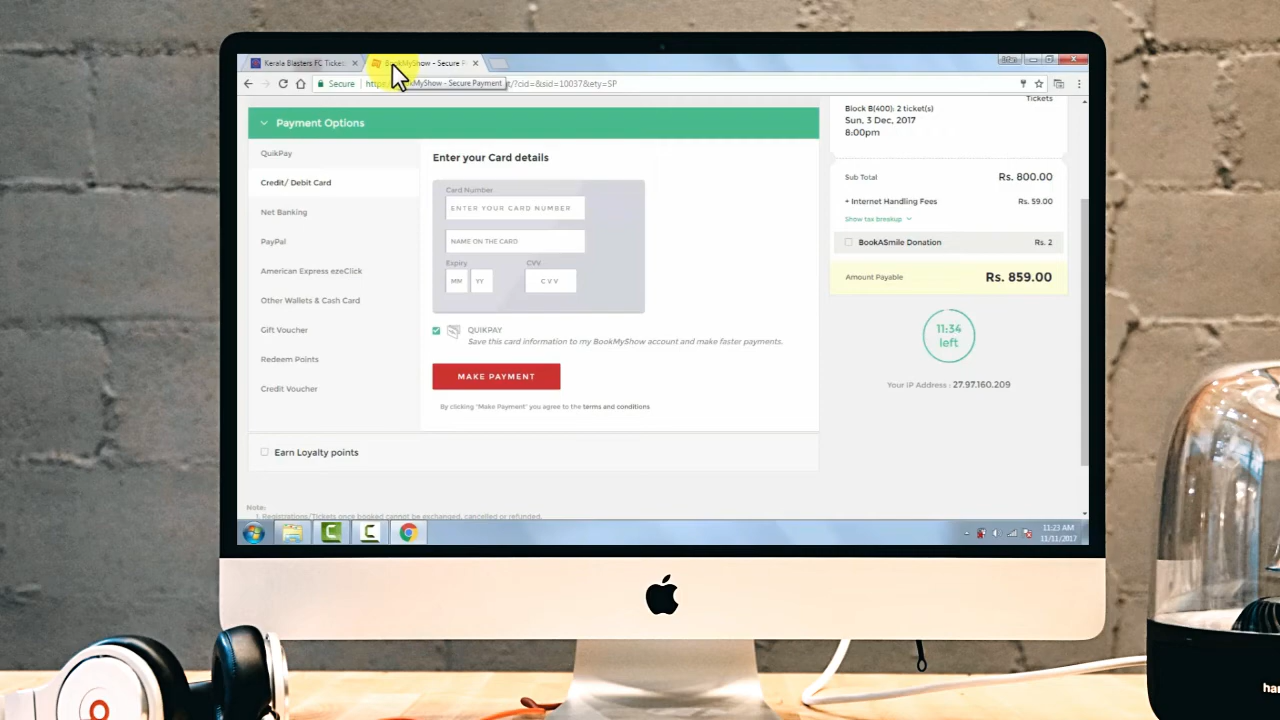 Kerala Blasters FC Ticket
BookMyShow - Secure P
Secure
https
BookMyShow - Secure Payment
t/?cid=&sid=10037&ety=SP
Payment Options
QuikPay
Credit/ Debit Card
Net Banking
PayPal
American Express ezeClick
Other Wallets & Cash Card
Gift Voucher
Redeem Points
Credit Voucher
Enter your Card details
Card Number
ENTER YOUR CARD NUMBER
NAME ON THE CARD
Expiry
CVV
MM
YY
CVV
QUIKPAY
Save this card information to my BookMyShow account and make faster payments.
MAKE PAYMENT
By clicking "Make Payment" you agree to the terms and conditions
Earn Loyalty points
Note:
1. Registrations/Tickets once booked cannot be exchanged, cancelled or refunded.
Tickets
Block B(400): 2 ticket(s)
Sun, 3 Dec, 2017
8:00pm
Sub Total Rs. 800.00
+ Internet Handling Fees Rs. 59.00
Show tax breakup
BookASmile Donation Rs. 2
Amount Payable Rs. 859.00
11:34
left
Your IP Address : 27.97.160.209
11:23 AM
11/11/2017
har